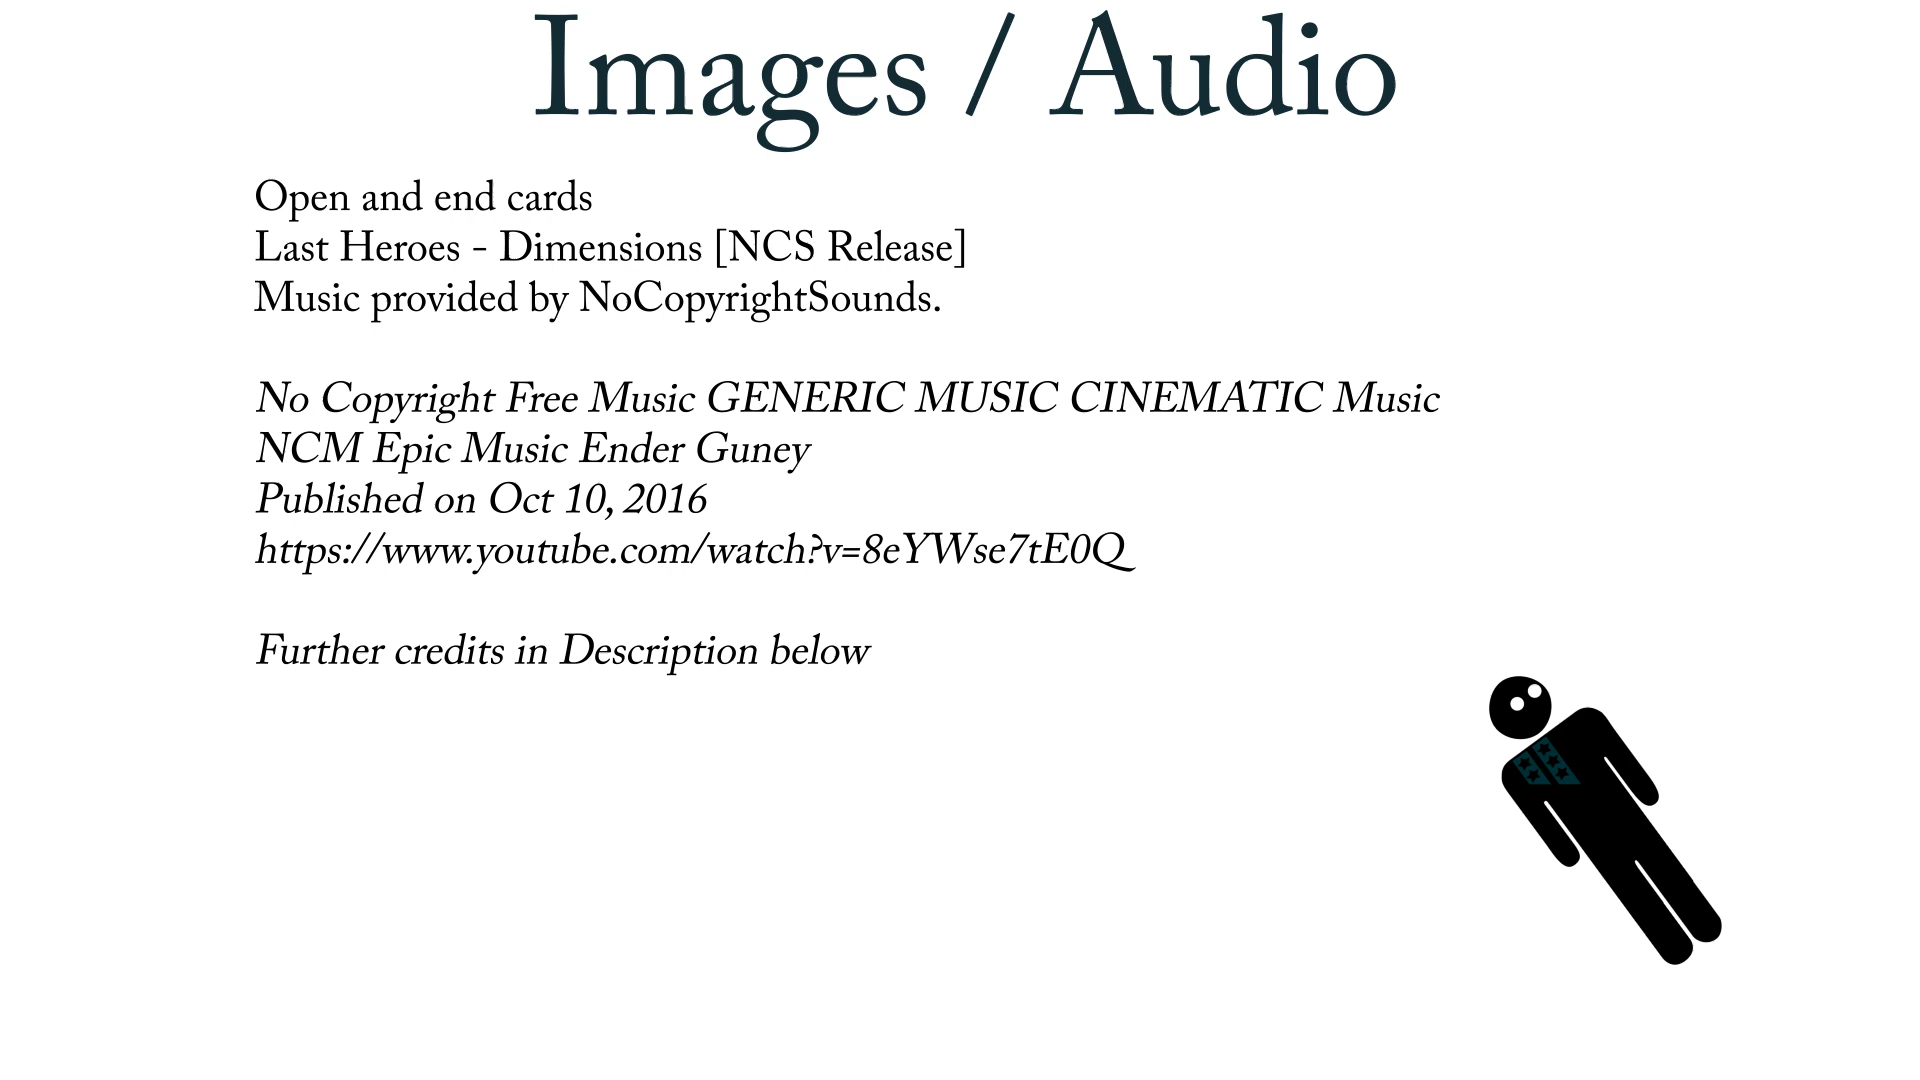 Images / Audio
Open and end cards
Last Heroes - Dimensions [NCS Release]
Music provided by NoCopyrightSounds.
No Copyright Free Music GENERIC MUSIC CINEMATIC Music
NCM Epic Music Ender Guney
Published on Oct 10, 2016
https://www.youtube.com/watch?v=8eYWse7tE0Q
Further credits in Description below